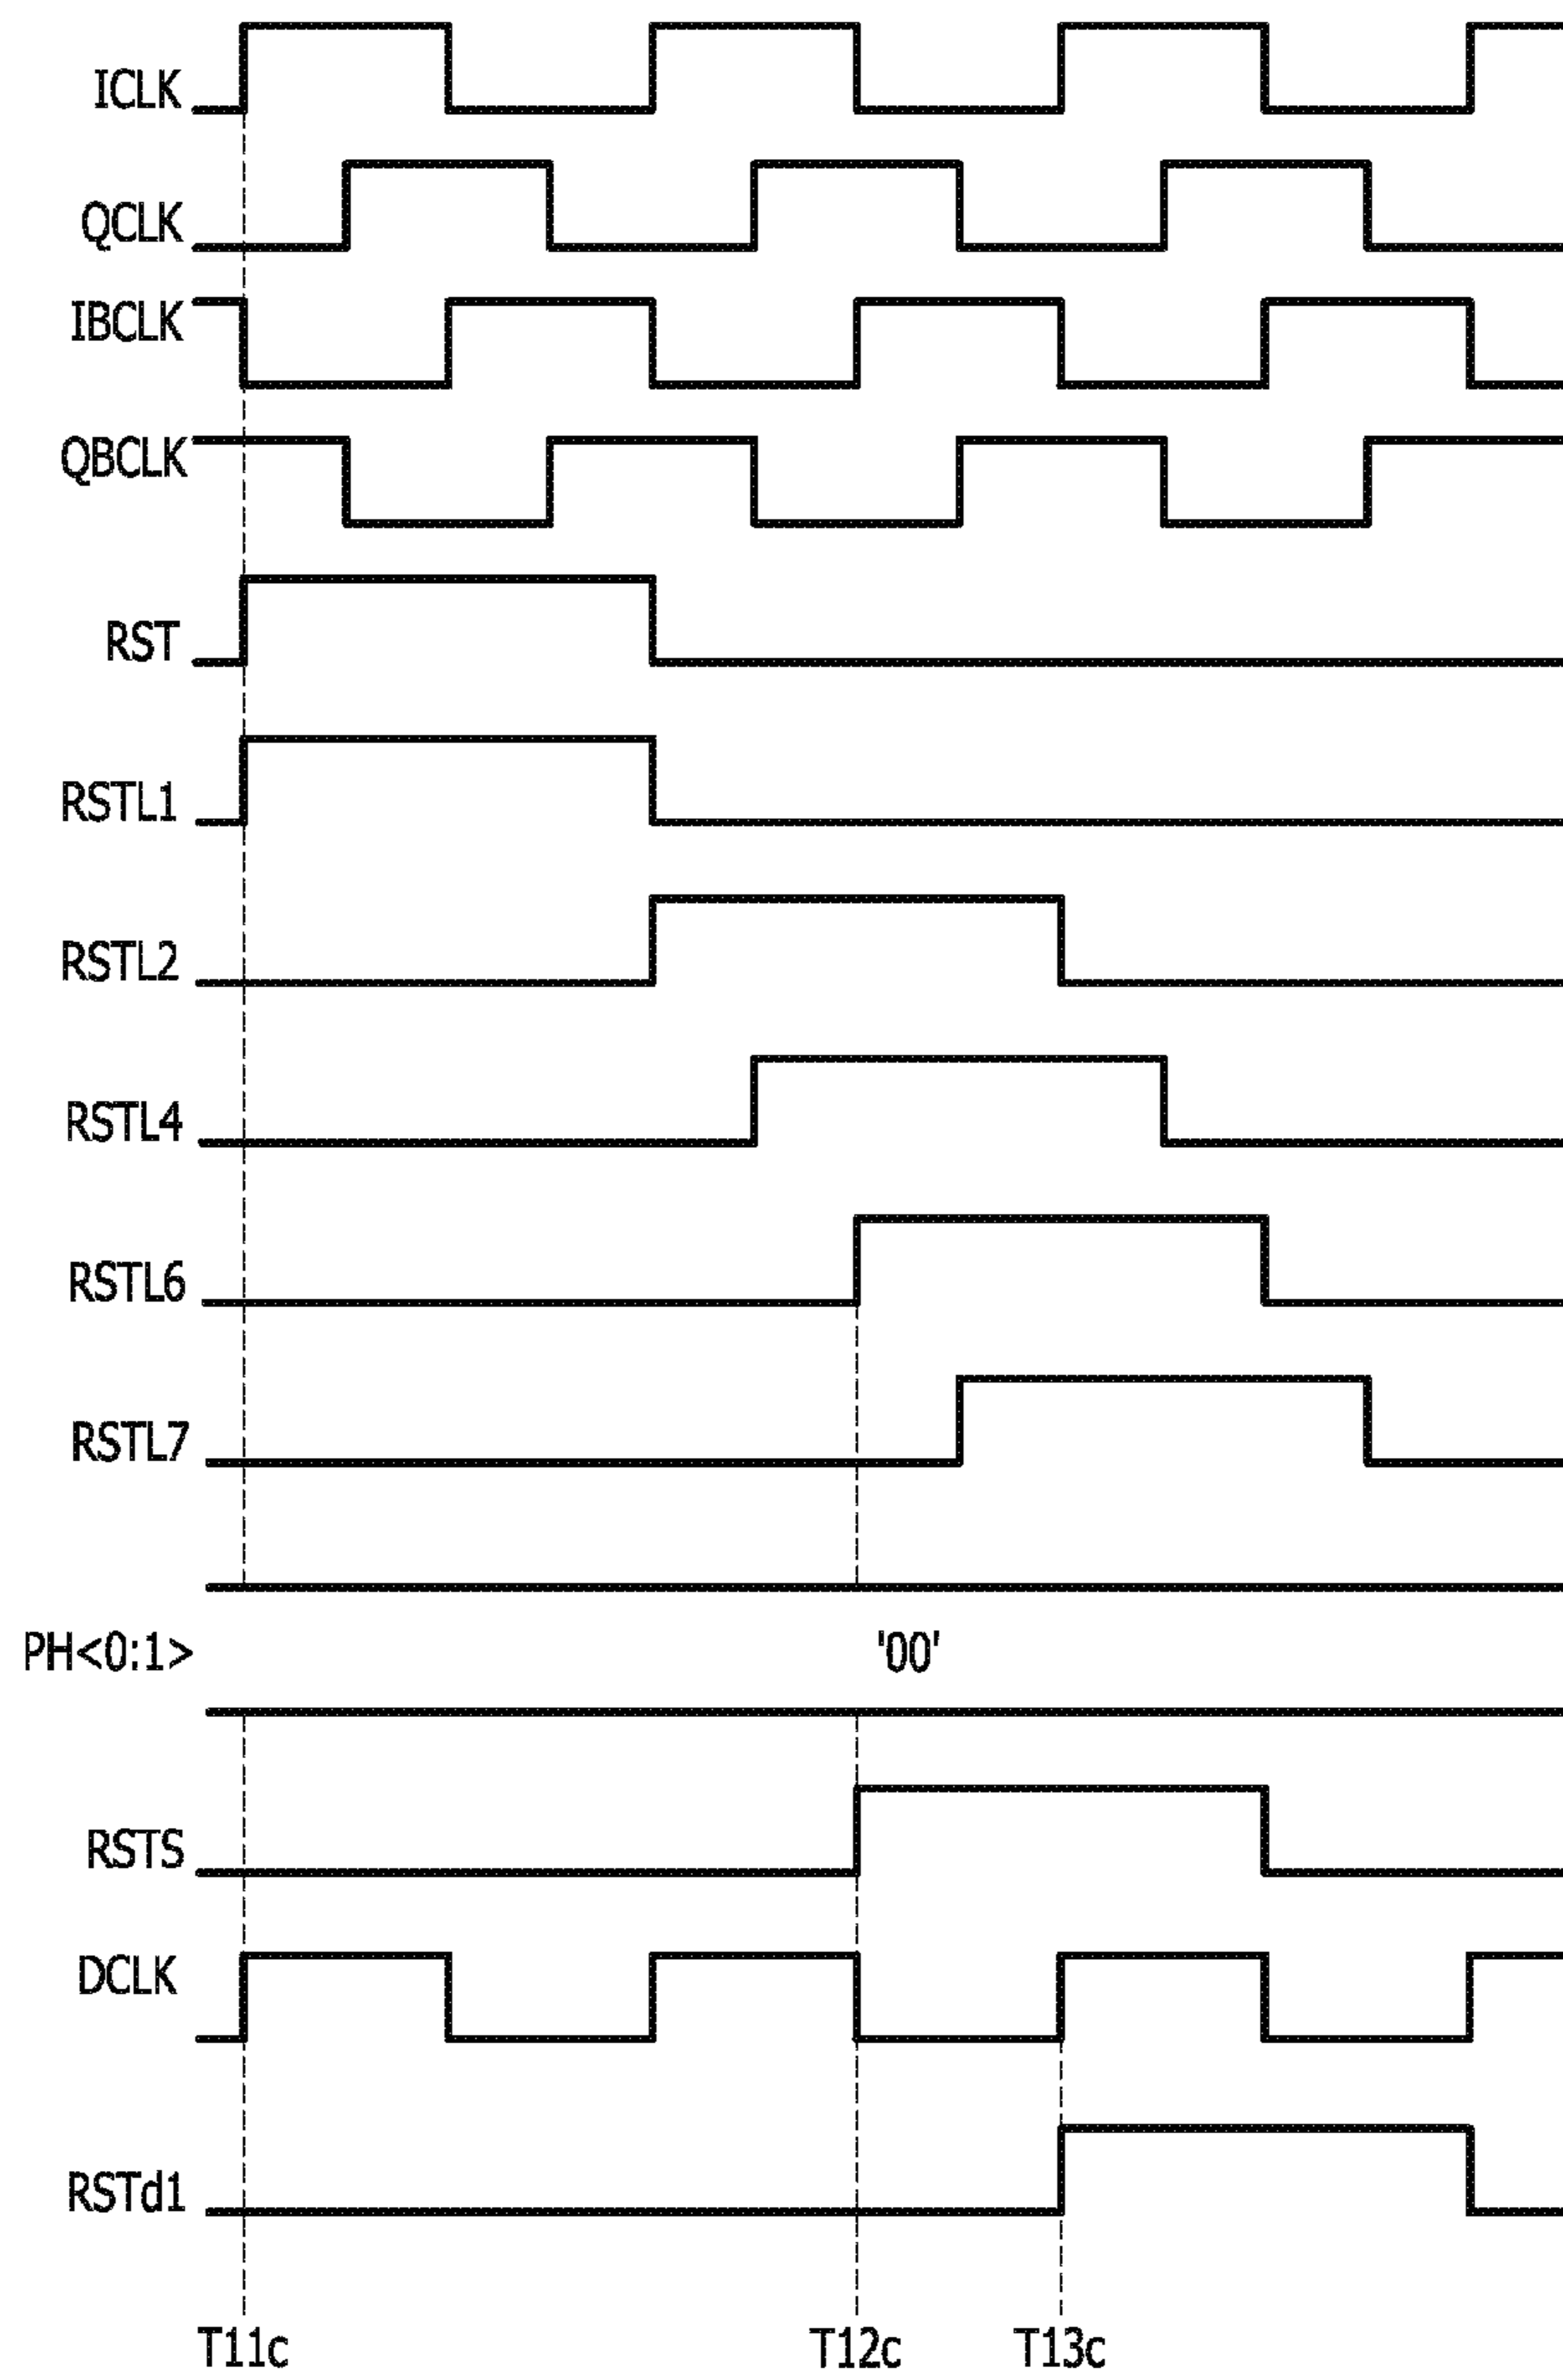 ICLK
QCLK
IBCLK
QBCLK
RST
RSTL1
RSTL2
RSTL4
RSTL6
RSTL7
PH<0:1> '00'
RSTS
DCLK
RSTd1
T11c T12c T13c